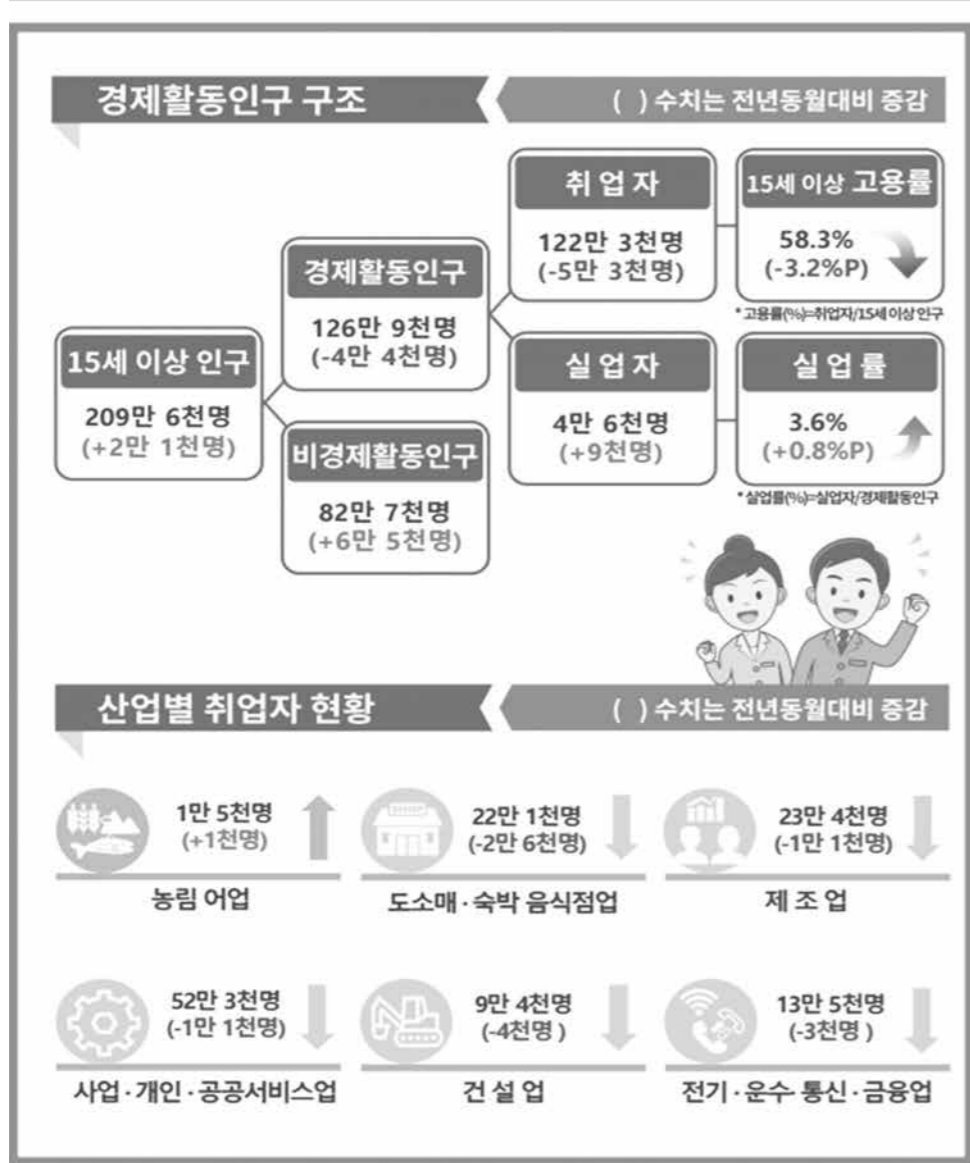 경제활동인구 구조
( ) 수치는 전년동월대비 증감
취 업 자
122만 3천명
(-5만 3천명)
15세 이상 고용률
58.3%
(-3.2%P)
* 고용률(%)=취업자/15세 이상 인구
경제활동인구
126만 9천명
(-4만 4천명)
15세 이상 인구
209만 6천명
(+2만 1천명)
실 업 자
4만 6천명
(+9천명)
실 업 률
3.6%
(+0.8%P)
* 실업률(%)=실업자/경제활동인구
비경제활동인구
82만 7천명
(+6만 5천명)
산업별 취업자 현황
( ) 수치는 전년동월대비 증감
1만 5천명
(+1천명)
농림 어업
22만 1천명
(-2만 6천명)
도소매 · 숙박 음식점업
23만 4천명
(-1만 1천명)
제 조 업
52만 3천명
(-1만 1천명)
사업 · 개인 · 공공서비스업
9만 4천명
(-4천명 )
건 설 업
13만 5천명
(-3천명 )
전기 · 운수 통신 · 금융업